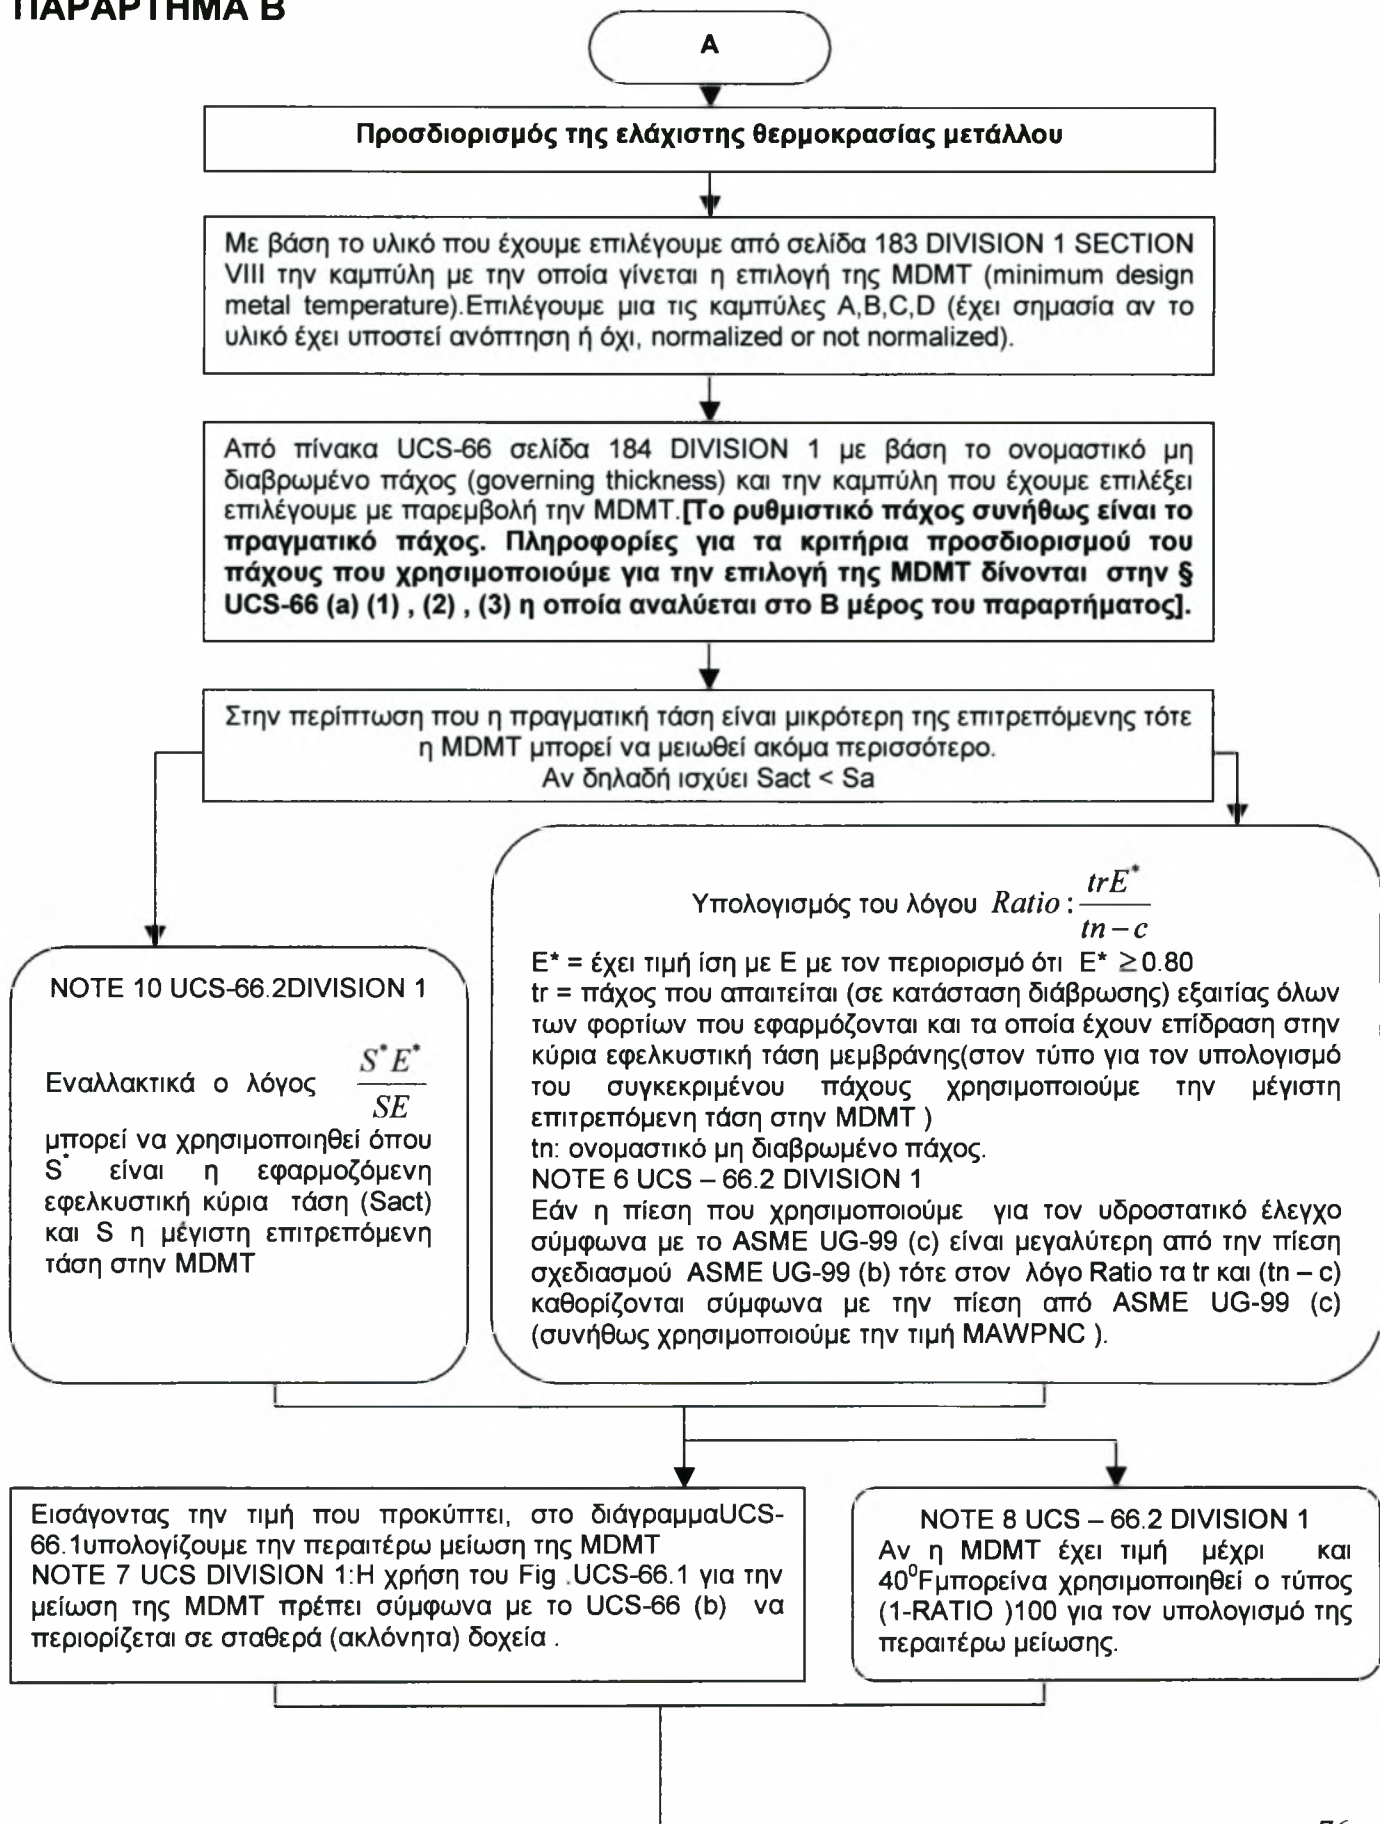 ΠΑΡΑΡΤΗΜΑ Β
A
Προσδιορισμός της ελάχιστης θερμοκρασίας μετάλλου
Με βάση το υλικό που έχουμε επιλέγουμε από σελίδα 183 DIVISION 1 SECTION
VIII την καμπύλη με την οποία γίνεται η επιλογή της MDMT (minimum design
metal temperature).Επιλέγουμε μια τις καμπύλες A,B,C,D (έχει σημασία αν το
υλικό έχει υποστεί ανόπτηση ή όχι, normalized or not normalized).
Από πίνακα UCS-66 σελίδα 184 DIVISION 1 με βάση το ονομαστικό μη
διαβρωμένο πάχος (governing thickness) και την καμπύλη που έχουμε επιλέξει
επιλέγουμε με παρεμβολή την MDMT.[Το ρυθμιστικό πάχος συνήθως είναι το
πραγματικό πάχος. Πληροφορίες για τα κριτήρια προσδιορισμού του
πάχους που χρησιμοποιούμε για την επιλογή της MDMT δίνονται στην §
UCS-66 (a) (1) , (2) , (3) η οποία αναλύεται στο Β μέρος του παραρτήματος].
Στην περίπτωση που η πραγματική τάση είναι μικρότερη της επιτρεπόμενης τότε
η MDMT μπορεί να μειωθεί ακόμα περισσότερο.
Αν δηλαδή ισχύει Sact < Sa
NOTE 10 UCS-66.2DIVISION 1
Εναλλακτικά ο λόγος S*E*/SE
μπορεί να χρησιμοποιηθεί όπου
S* είναι η εφαρμοζόμενη
εφελκυστική κύρια τάση (Sact)
και S η μέγιστη επιτρεπόμενη
τάση στην MDMT
Υπολογισμός του λόγου Ratio : trE*/tn – c
E* = έχει τιμή ίση με E με τον περιορισμό ότι E* ≥0.80
tr = πάχος που απαιτείται (σε κατάσταση διάβρωσης) εξαιτίας όλων
των φορτίων που εφαρμόζονται και τα οποία έχουν επίδραση στην
κύρια εφελκυστική τάση μεμβράνης(στον τύπο για τον υπολογισμό
του συγκεκριμένου πάχους χρησιμοποιούμε την μέγιστη
επιτρεπόμενη τάση στην MDMT )
tn: ονομαστικό μη διαβρωμένο πάχος.
NOTE 6 UCS – 66.2 DIVISION 1
Εάν η πίεση που χρησιμοποιούμε για τον υδροστατικό έλεγχο
σύμφωνα με το ASME UG-99 (c) είναι μεγαλύτερη από την πίεση
σχεδιασμού ASME UG-99 (b) τότε στον λόγο Ratio τα tr και (tn – c)
καθορίζονται σύμφωνα με την πίεση από ASME UG-99 (c)
(συνήθως χρησιμοποιούμε την τιμή MAWPNC ).
Εισάγοντας την τιμή που προκύπτει, στο διάγραμμαUCS-
66.1υπολογίζουμε την περαιτέρω μείωση της MDMT
NOTE 7 UCS DIVISION 1:Η χρήση του Fig .UCS-66.1 για την
μείωση της MDMT πρέπει σύμφωνα με το UCS-66 (b) να
περιορίζεται σε σταθερά (ακλόνητα) δοχεία .
NOTE 8 UCS – 66.2 DIVISION 1
Αν η MDMT έχει τιμή μέχρι και
40⁰Fμπορείνα χρησιμοποιηθεί ο τύπος
(1-RATIO )100 για τον υπολογισμό της
περαιτέρω μείωσης.